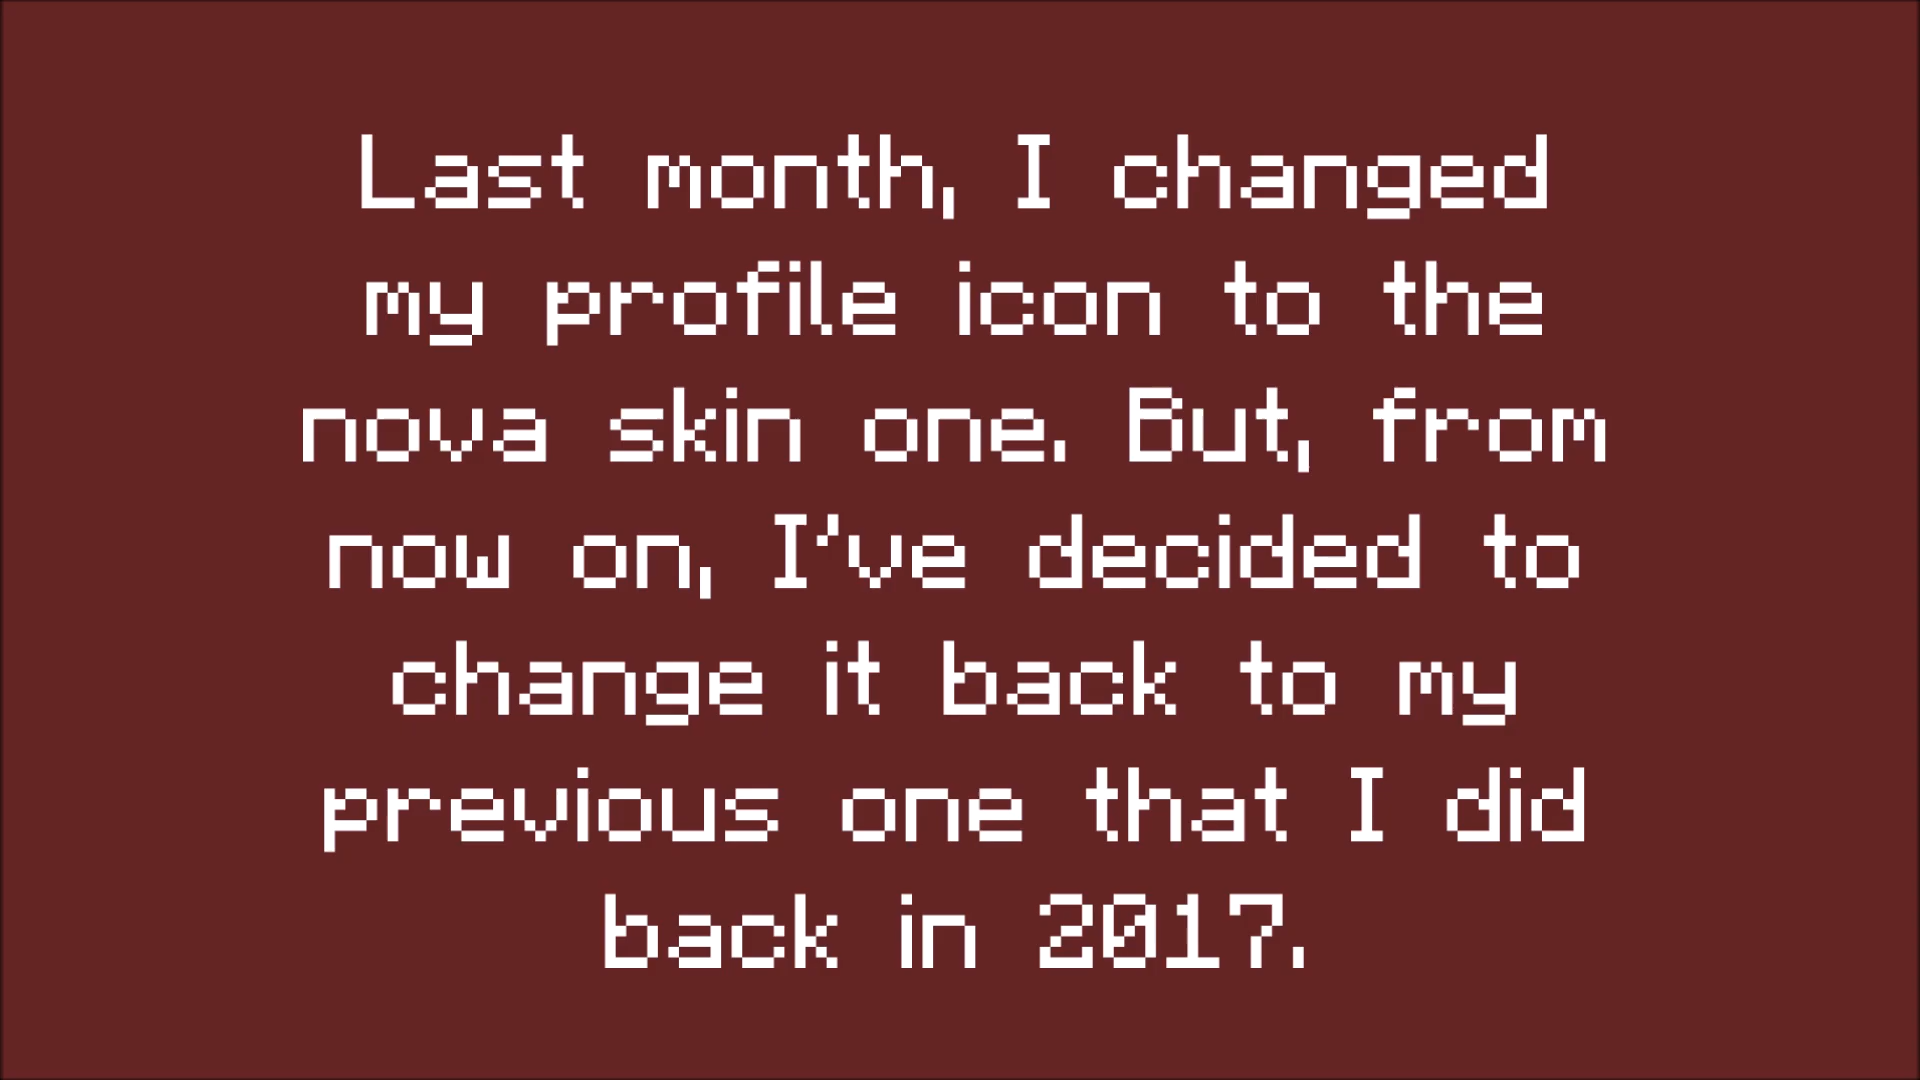 Last month, I changed
my profile icon to the
nova skin one. But, from
now on, I've decided to
change it back to my
previous one that I did
back in 2017.